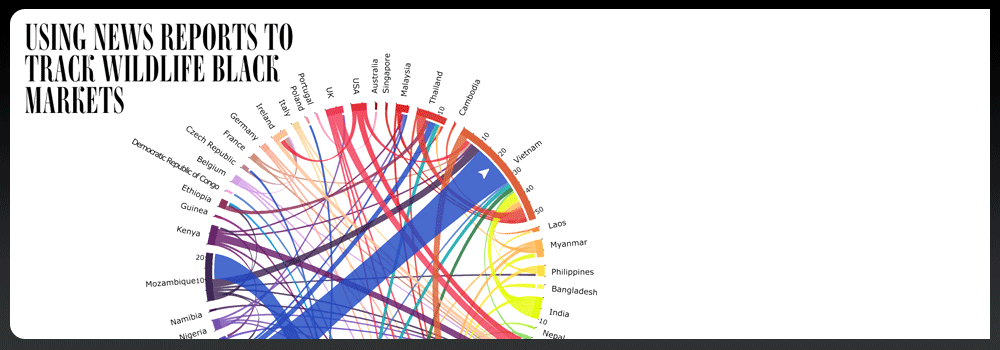 USING NEWS REPORTS TO
TRACK WILDLIFE BLACK
MARKETS
Democratic Republic of Congo
Czech Republic
Belgium
France
Germany
Ireland
Italy
Poland
Portugal
UK
USA
Australia
Singapore
Malaysia
Thailand
10
Cambodia
10
20
Vietnam
30
40
50
Laos
Myanmar
Philippines
Bangladesh
India
10
Nepal
Ethiopia
Guinea
Kenya
20
Mozambique
10
Namibia
Nigeria